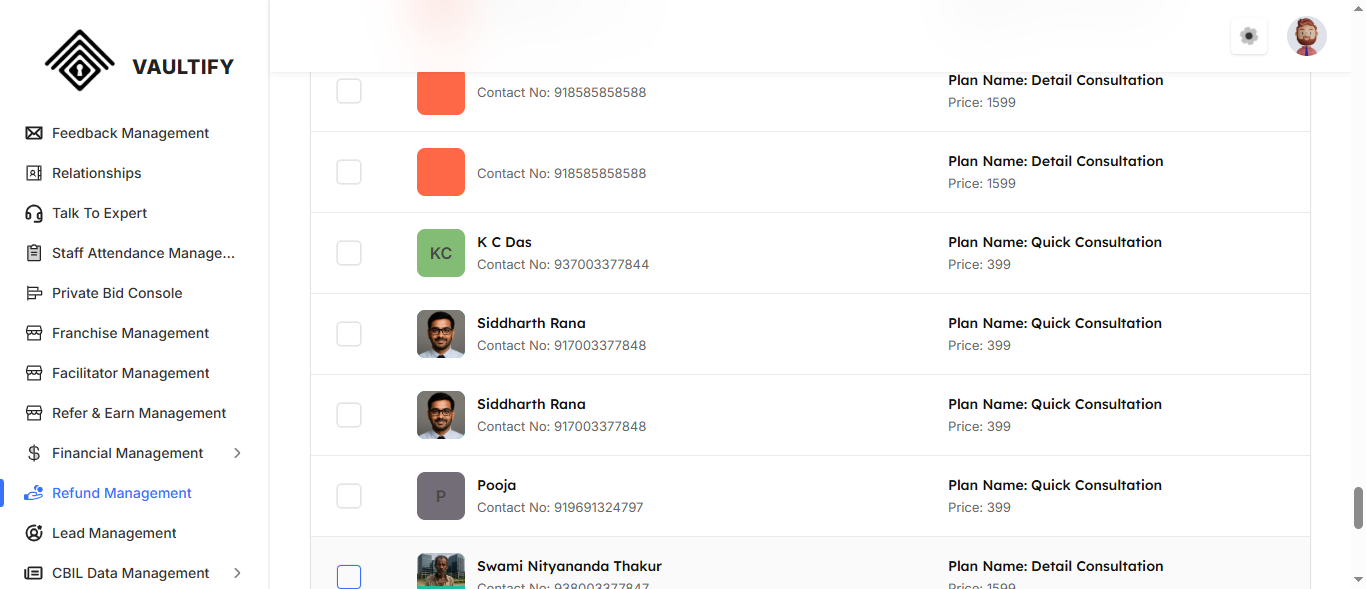 VAULTIFY
Feedback Management
Relationships
Talk To Expert
Staff Attendance Manage...
Private Bid Console
Franchise Management
Facilitator Management
Refer & Earn Management
Financial Management
Refund Management
Lead Management
CBIL Data Management
Contact No: 918585858588
Plan Name: Detail Consultation
Price: 1599
Contact No: 918585858588
Plan Name: Detail Consultation
Price: 1599
KC
K C Das
Contact No: 937003377844
Plan Name: Quick Consultation
Price: 399
Siddharth Rana
Contact No: 917003377848
Plan Name: Quick Consultation
Price: 399
Siddharth Rana
Contact No: 917003377848
Plan Name: Quick Consultation
Price: 399
P
Pooja
Contact No: 919691324797
Plan Name: Quick Consultation
Price: 399
Swami Nityananda Thakur
Contact No: 938003377847
Plan Name: Detail Consultation
Price: 1599